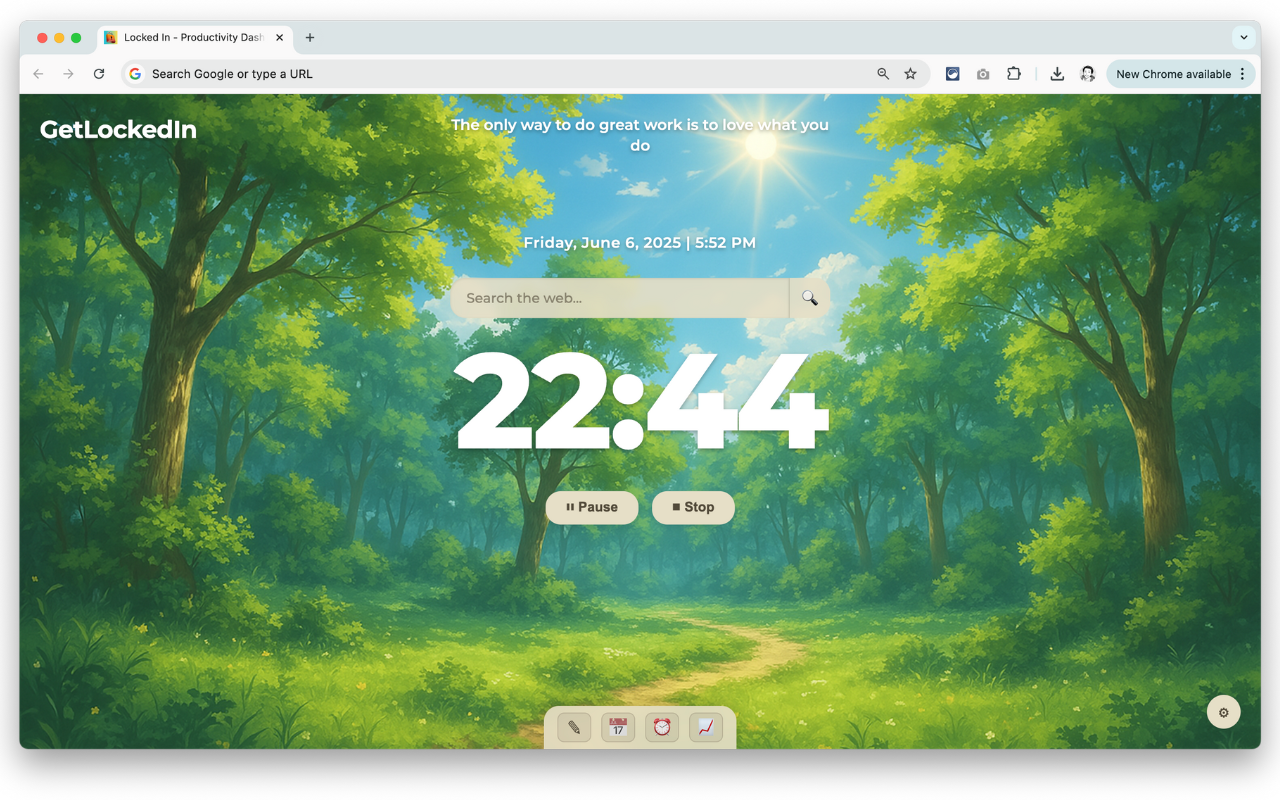 Locked In - Productivity Dash
Search Google or type a URL
New Chrome available
GetLockedIn
The only way to do great work is to love what you
do
Friday, June 6, 2025 | 5:52 PM
Search the web...
22:44
Pause
Stop
17